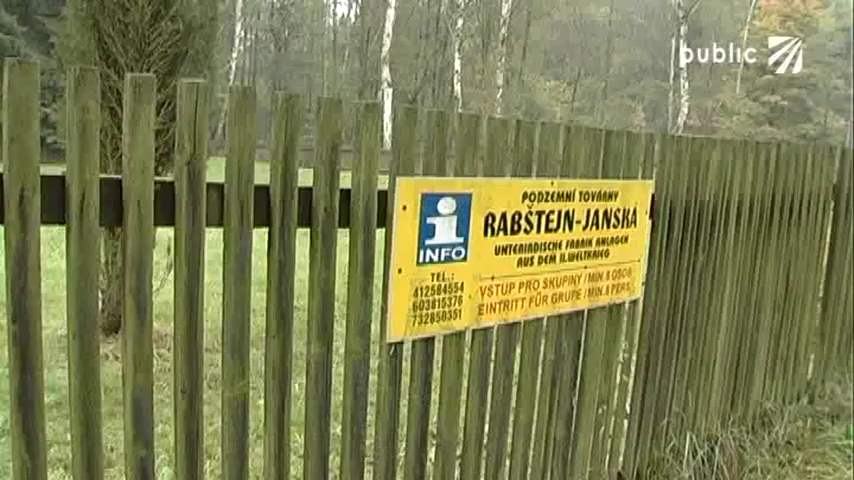 public
PODZEMNÍ TOVÁRNY
RABŠTEJN-JANSKÁ
UNTERIRDISCHE FABRIK ANLAGEN
AUS DEM II.WELTKRIEG
i
INFO
TEL.:
412584554
603815376
732850351
VSTUP PRO SKUPINY / MIN. 8 OSOB
EINTRITT FÜR GRUPE / MIN. 8 PERS